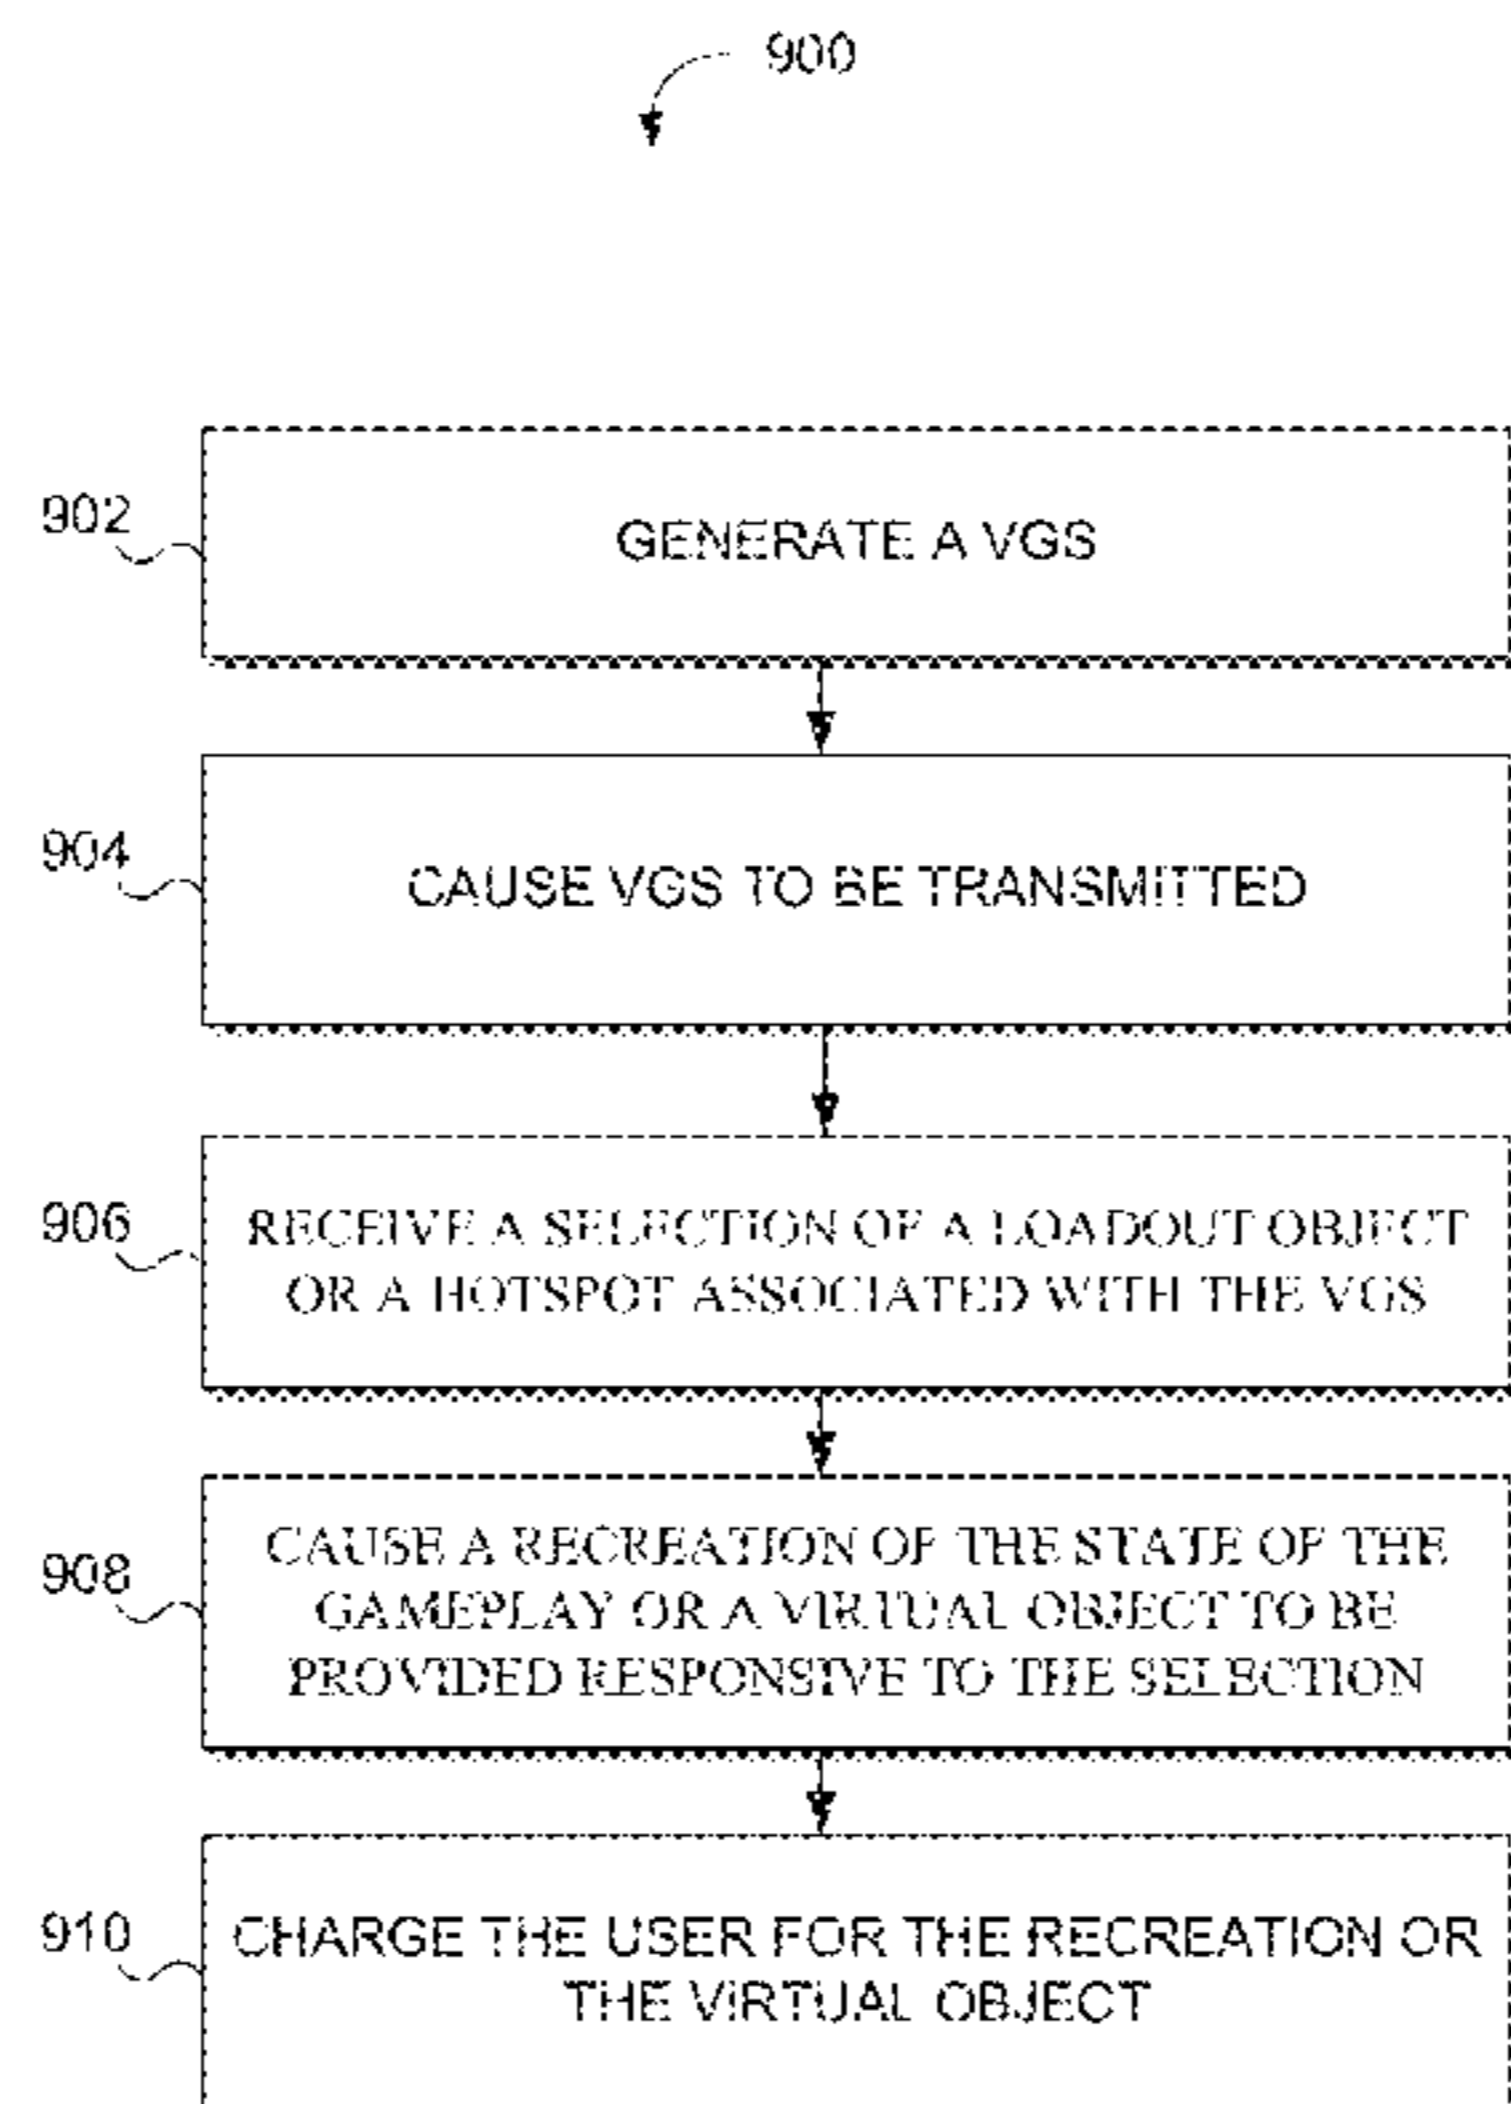 900
902
GENERATE A VGS
904
CAUSE VGS TO BE TRANSMITTED
906
RECEIVE A SELECTION OF A LOADOUT OBJECT
OR A HOTSPOT ASSOCIATED WITH THE VGS
908
CAUSE A RECREATION OF THE STATE OF THE
GAMEPLAY OR A VIRTUAL OBJECT TO BE
PROVIDED RESPONSIVE TO THE SELECTION
910
CHARGE THE USER FOR THE RECREATION OR
THE VIRTUAL OBJECT